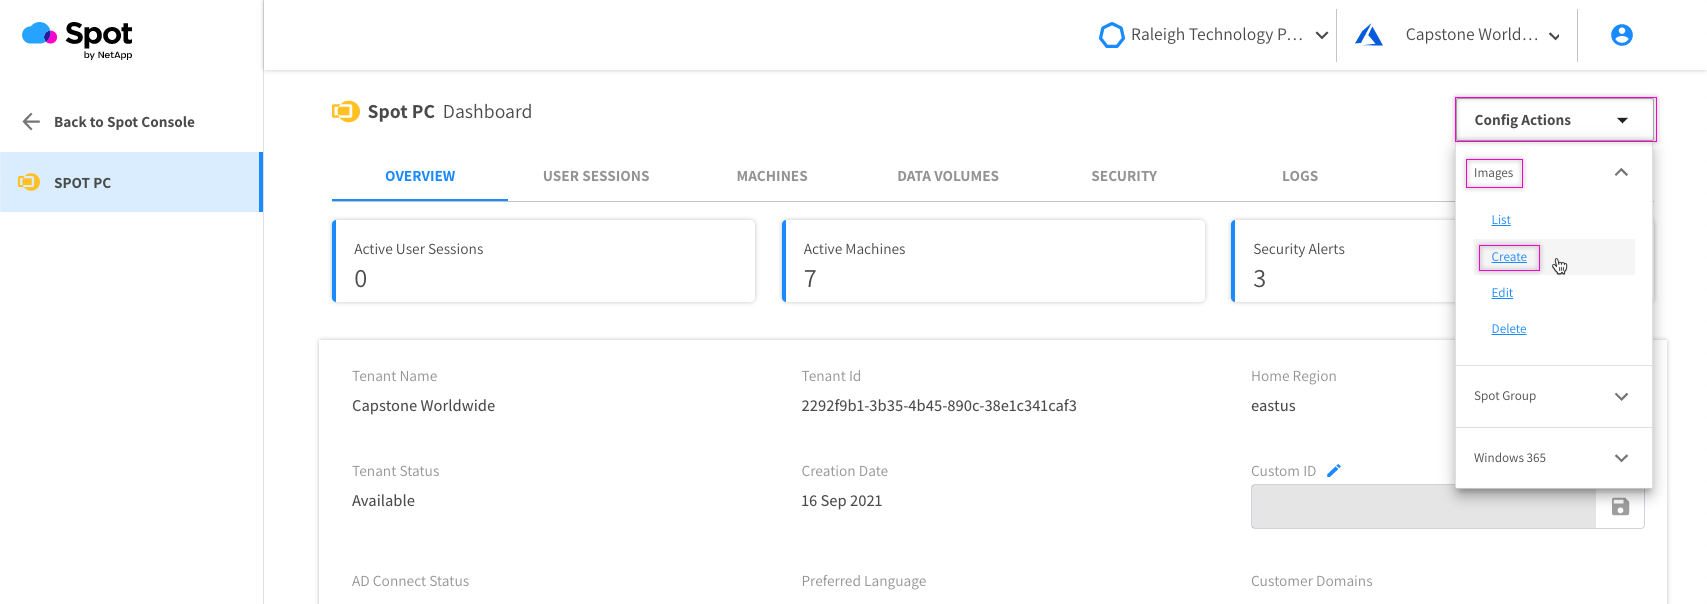 Spot
by NetApp
Raleigh Technology P...
Capstone World...
Back to Spot Console
SPOT PC
Spot PC Dashboard
Config Actions
Images
List
Create
Edit
Delete
Spot Group
Windows 365
OVERVIEW USER SESSIONS MACHINES DATA VOLUMES SECURITY LOGS
Active User Sessions
0
Active Machines
7
Security Alerts
3
Tenant Name
Capstone Worldwide
Tenant Id
2292f9b1-3b35-4b45-890c-38e1c341caf3
Home Region
eastus
Tenant Status
Available
Creation Date
16 Sep 2021
Custom ID
AD Connect Status
Preferred Language
Customer Domains